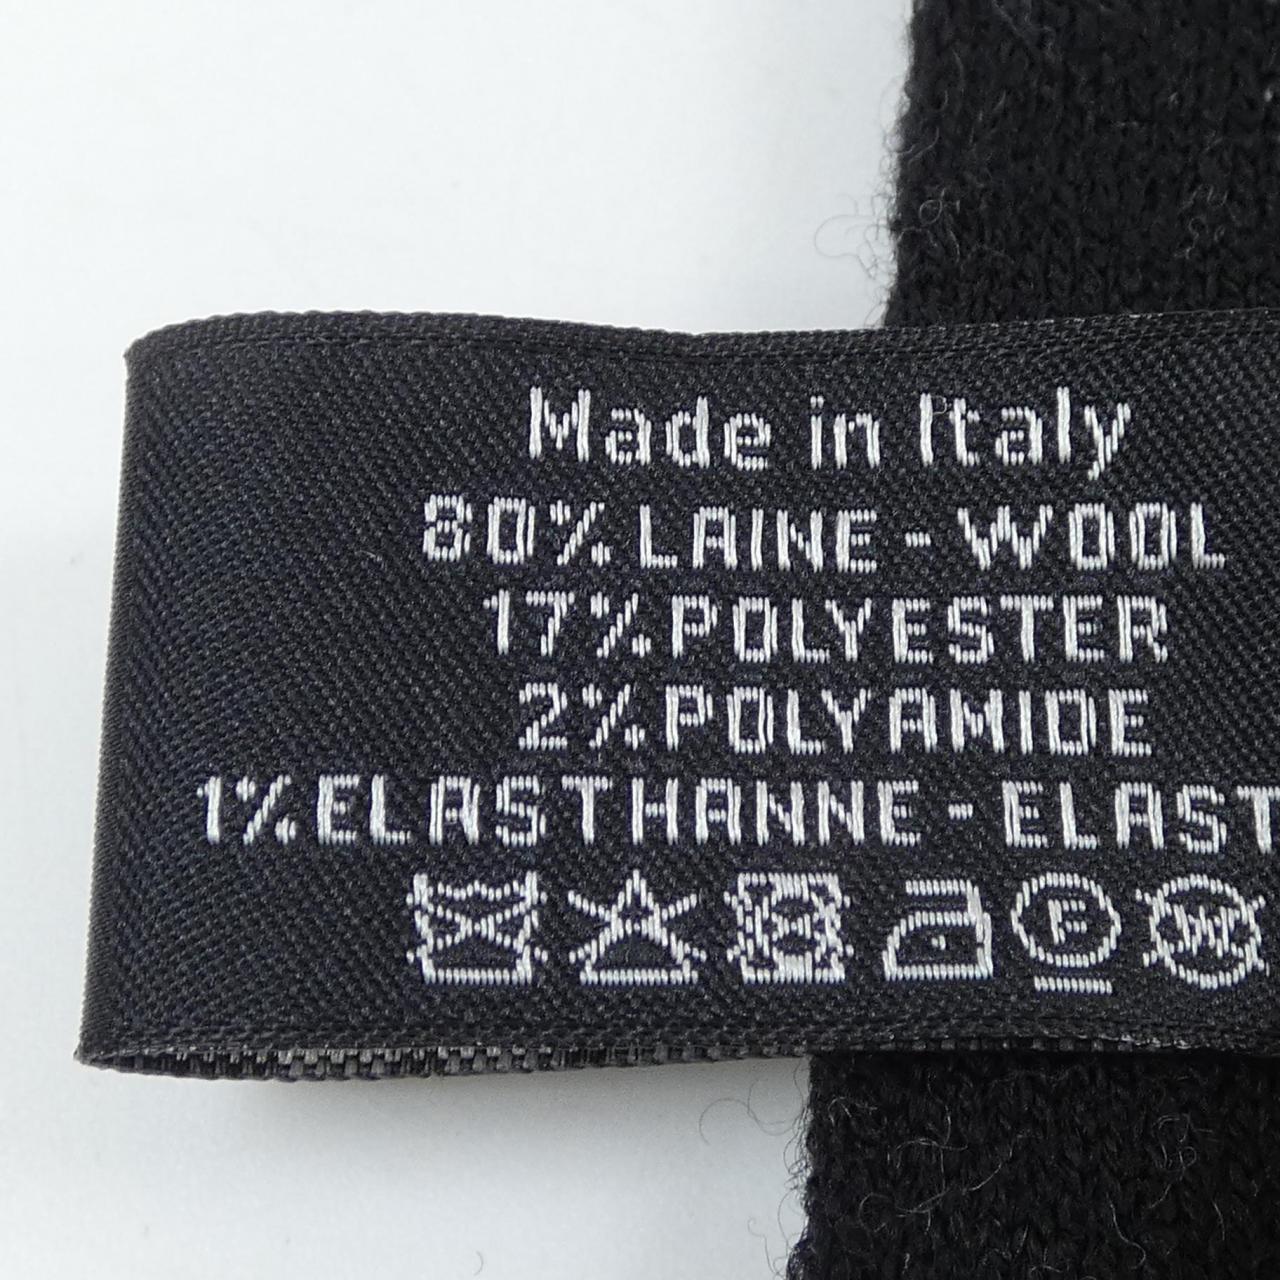 Made in Italy
80% LAINE - WOOL
17% POLYESTER
2% POLYAMIDE
1% ELASTHANNE - ELAST
P
W